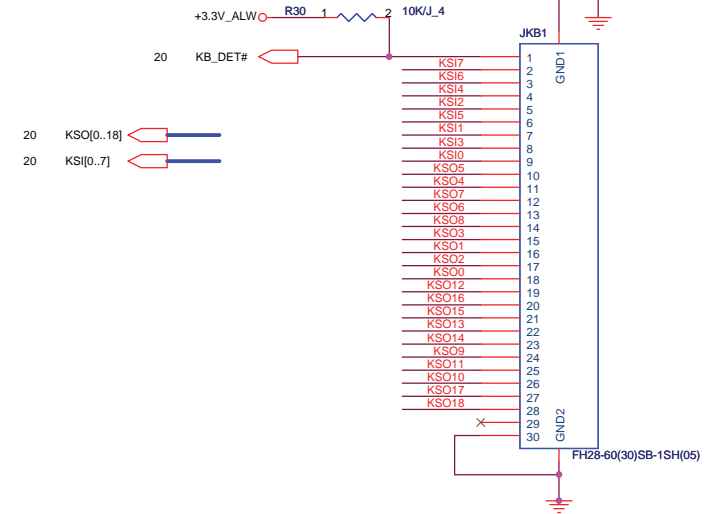 +3.3V_ALW R30 1 2 10K/J_4
JKB1
20 KB_DET# 1
GND1
KSI7 2
KSI6 3
KSI4 4
KSI2 5
KSI5 6
20 KSO[0..18] KSI1 7
KSI3 8
20 KSI[0..7] KSI0 9
KSO5 10
KSO4 11
KSO7 12
KSO6 13
KSO8 14
KSO3 15
KSO1 16
KSO2 17
KSO0 18
KSO12 19
KSO16 20
KSO15 21
KSO13 22
KSO14 23
KSO9 24
KSO11 25
KSO10 26
KSO17 27
KSO18 28
29
30
GND2
FH28-60(30)SB-1SH(05)